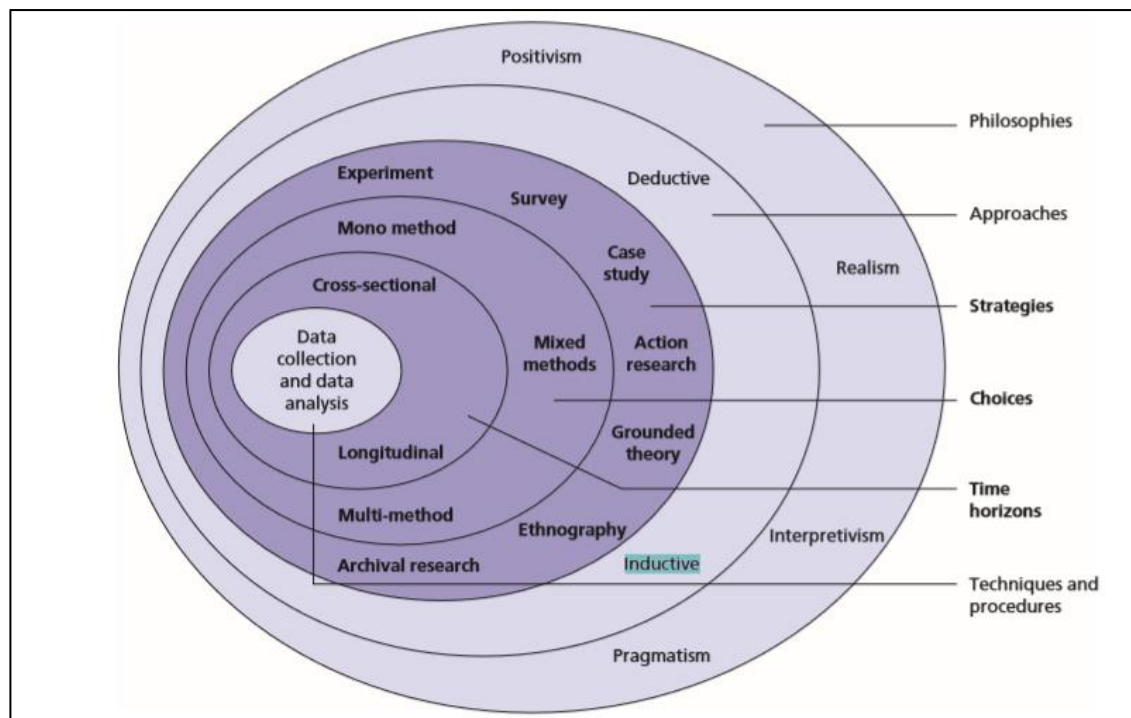 Positivism
Philosophies
Experiment
Deductive
Survey
Approaches
Mono method
Case
study
Realism
Cross-sectional
Strategies
Data
collection
and data
analysis
Mixed
methods
Action
research
Choices
Grounded
theory
Longitudinal
Time
horizons
Multi-method
Ethnography
Interpretivism
Archival research
Inductive
Techniques and
procedures
Pragmatism